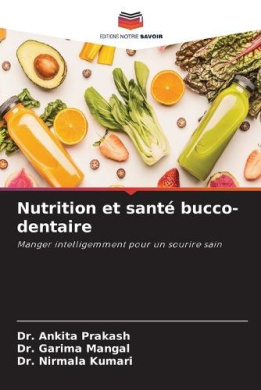 EDITIONS NOTRE SAVOIR
Nutrition et santé bucco-
dentaire
Manger intelligemment pour un sourire sain
Dr. Ankita Prakash
Dr. Garima Mangal
Dr. Nirmala Kumari